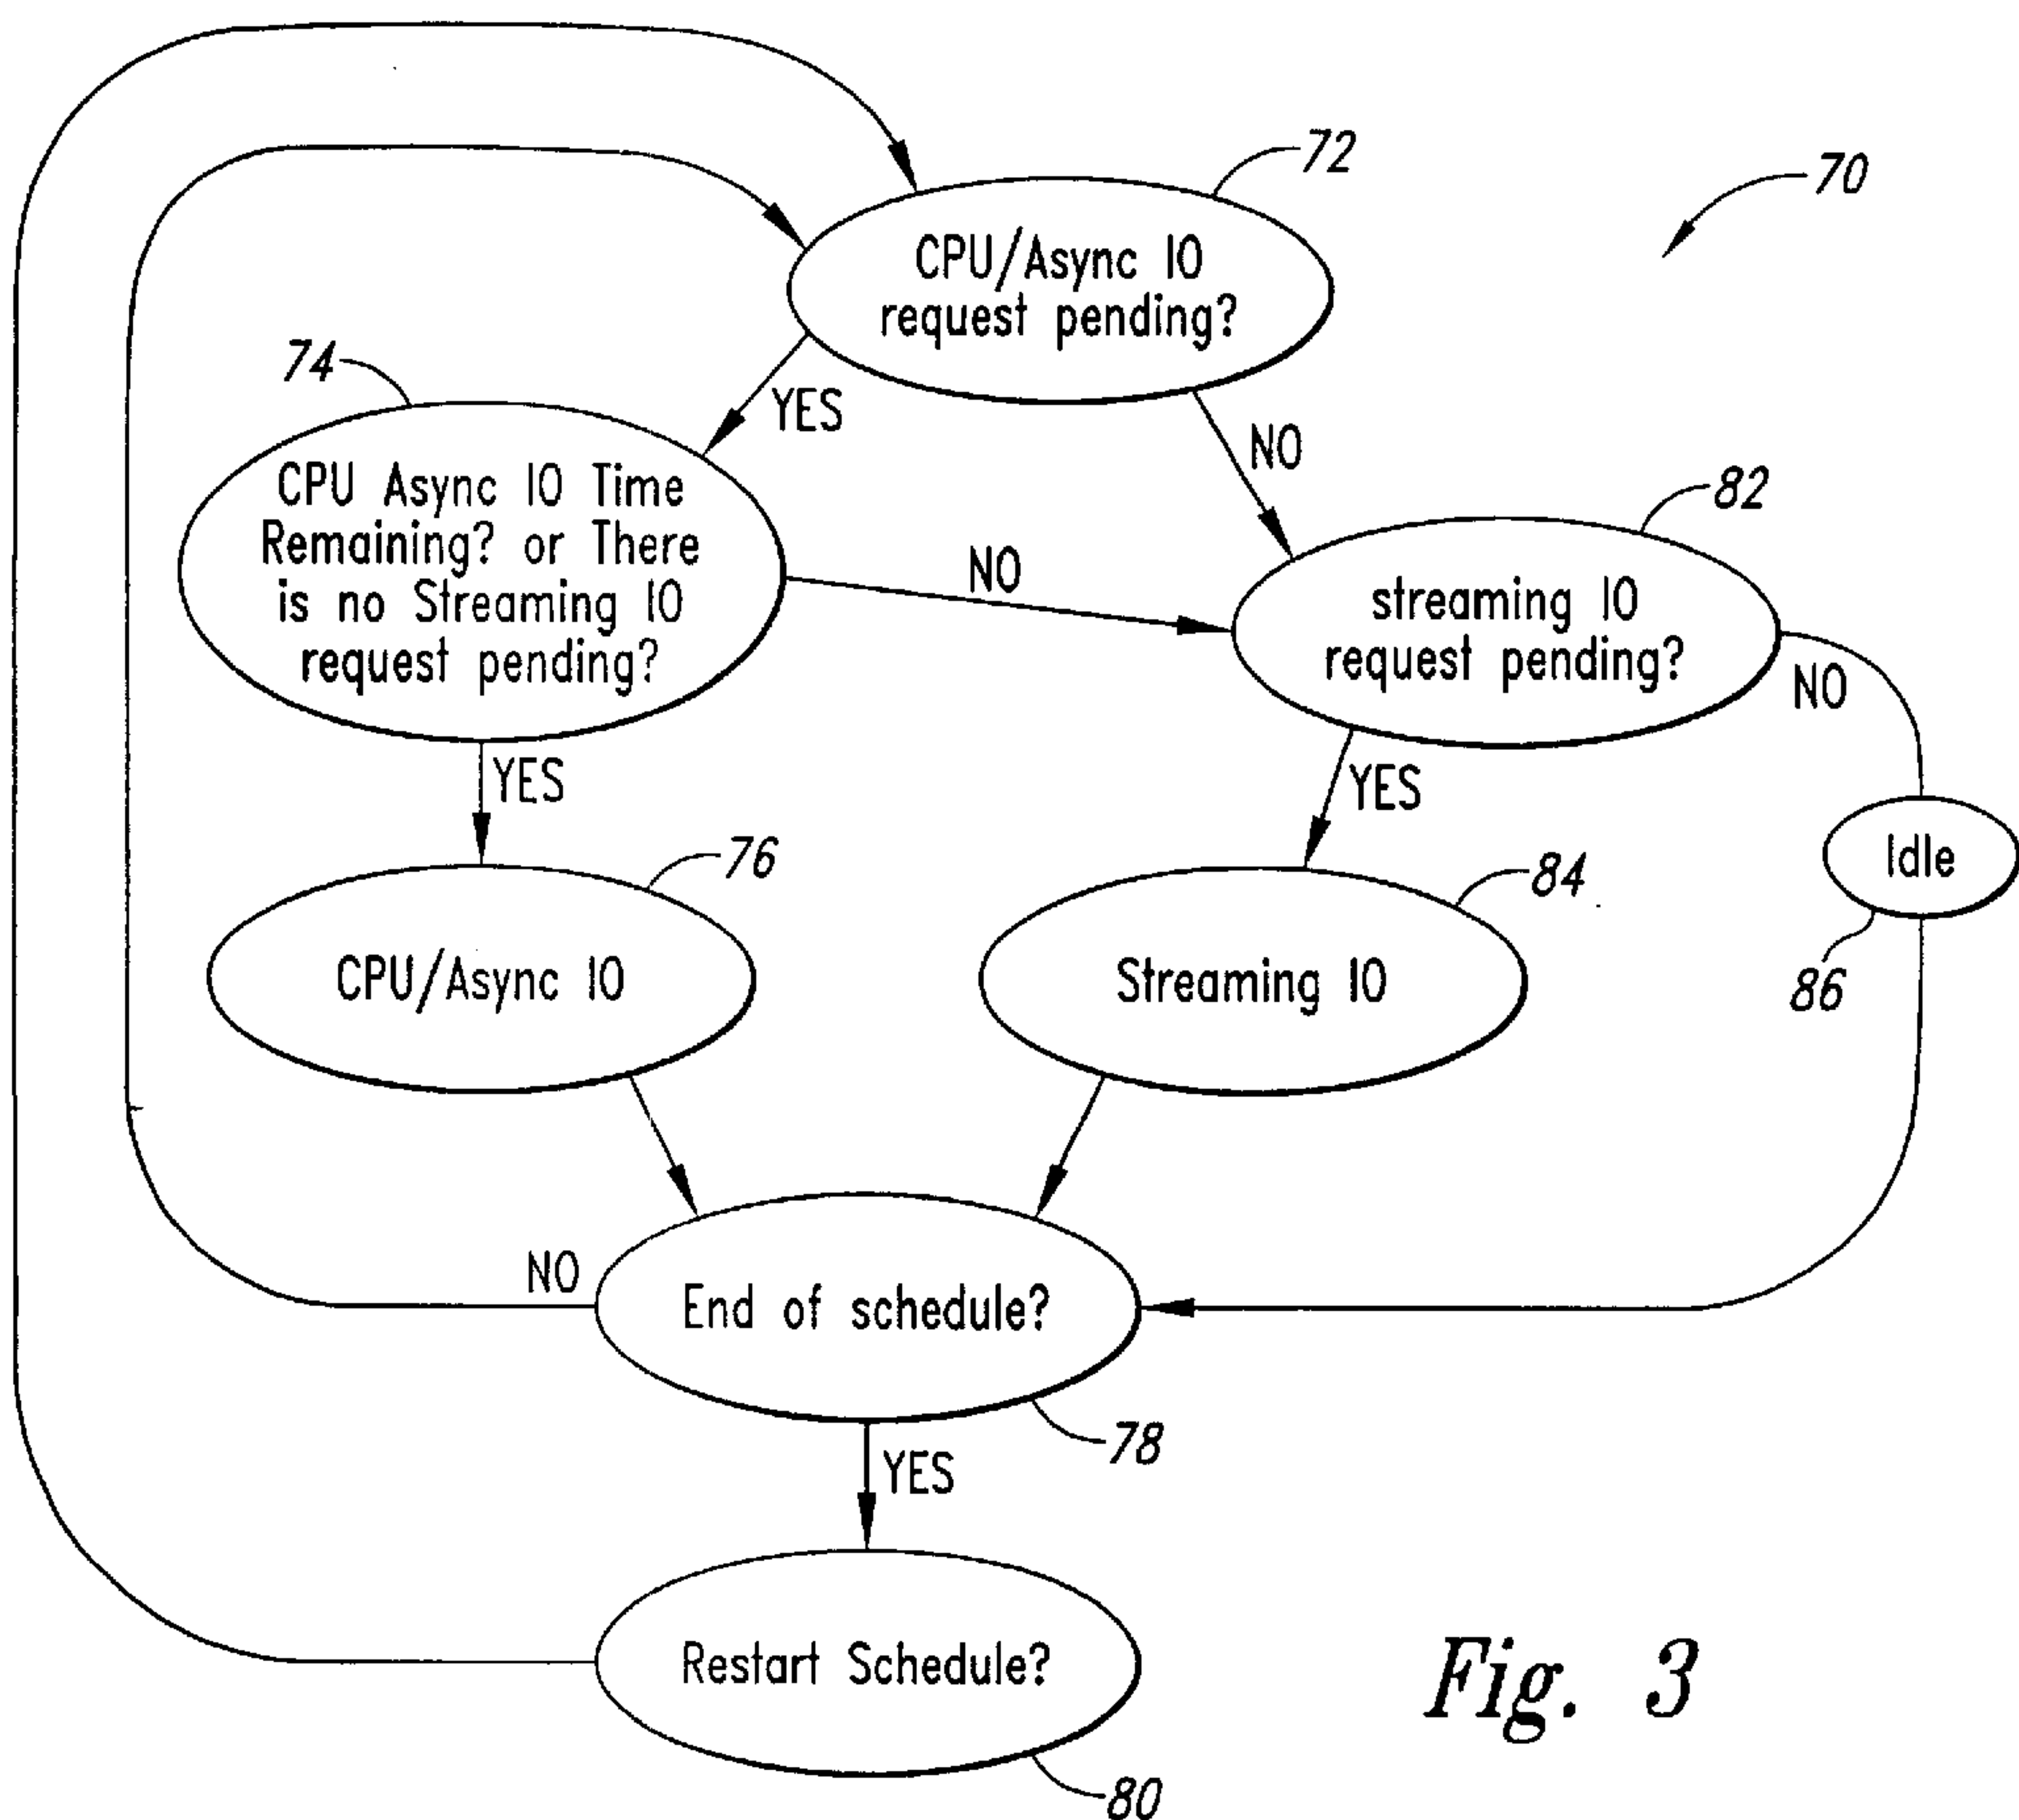 72
70
CPU/Async IO
request pending?
74
YES
NO
CPU Async IO Time
Remaining? or There
is no Streaming IO
request pending?
82
NO
streaming IO
request pending?
NO
YES
YES
76
84
Idle
CPU/Async IO
Streaming IO
86
NO
End of schedule?
78
YES
Restart Schedule?
Fig. 3
80